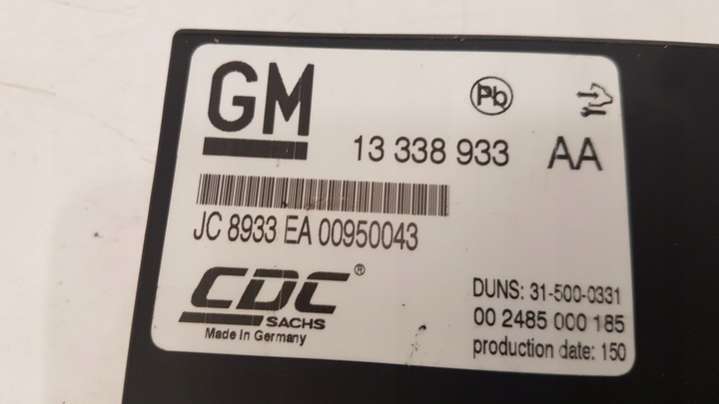 GM
Pb
13 338 933 AA
JC 8933 EA 00950043
CDC®
SACHS
Made in Germany
DUNS: 31-500-0331
00 2485 000 185
production date: 150